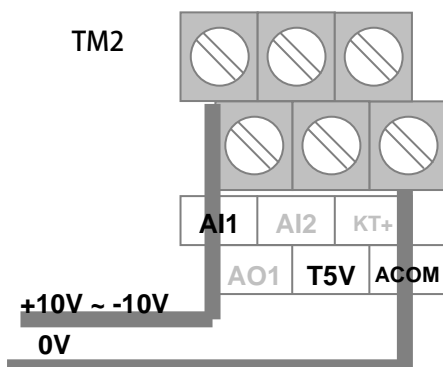 TM2
AI1 AI2 KT+
AO1 T5V ACOM
+10V ~ -10V
0V